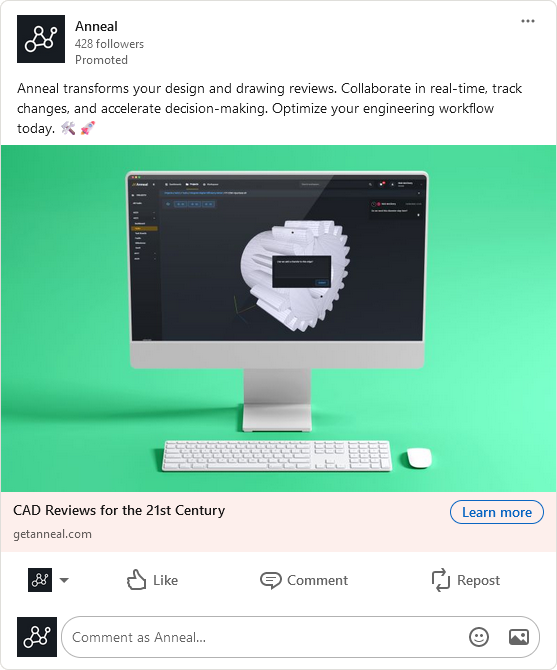 Anneal
428 followers
Promoted
Anneal transforms your design and drawing reviews. Collaborate in real-time, track
changes, and accelerate decision-making. Optimize your engineering workflow
today. 🛠️ 🚀
Anneal
CAD Reviews for the 21st Century
Learn more
getanneal.com
Like
Comment
Repost
Comment as Anneal...